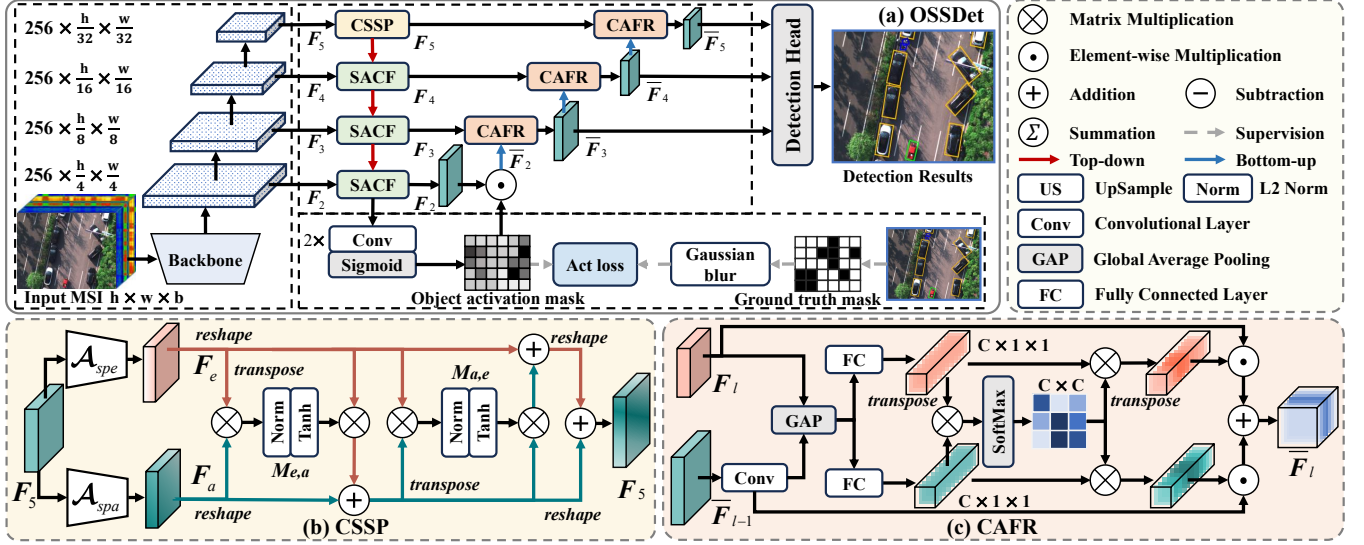 (a) OSSDet
256 × h/32 × w/32
256 × h/16 × w/16
256 × h/8 × w/8
256 × h/4 × w/4
Input MSI h × w × b
Backbone
F5 CSSP F5 CAFR F̅5
F4 SACF F4 CAFR F̅4
F3 SACF F3 CAFR F̅3
F̅2
F2 SACF F2
2× Conv
Sigmoid
Object activation mask
Act loss
Gaussian blur
Ground truth mask
Detection Head
Detection Results
Matrix Multiplication
Element-wise Multiplication
Addition
Subtraction
Σ Summation
Supervision
Top-down
Bottom-up
US UpSample
Norm L2 Norm
Conv Convolutional Layer
GAP Global Average Pooling
FC Fully Connected Layer
F5
𝒜spe
𝒜spa
Fe
Fa
reshape
transpose
Norm
Tanh
Me,a
reshape
Ma,e
Norm
Tanh
transpose
reshape
reshape
F5
(b) CSSP
Fl
F̅l−1
Conv
GAP
FC
FC
C × 1 × 1
transpose
SoftMax
C × C
transpose
C × 1 × 1
F̅l
(c) CAFR